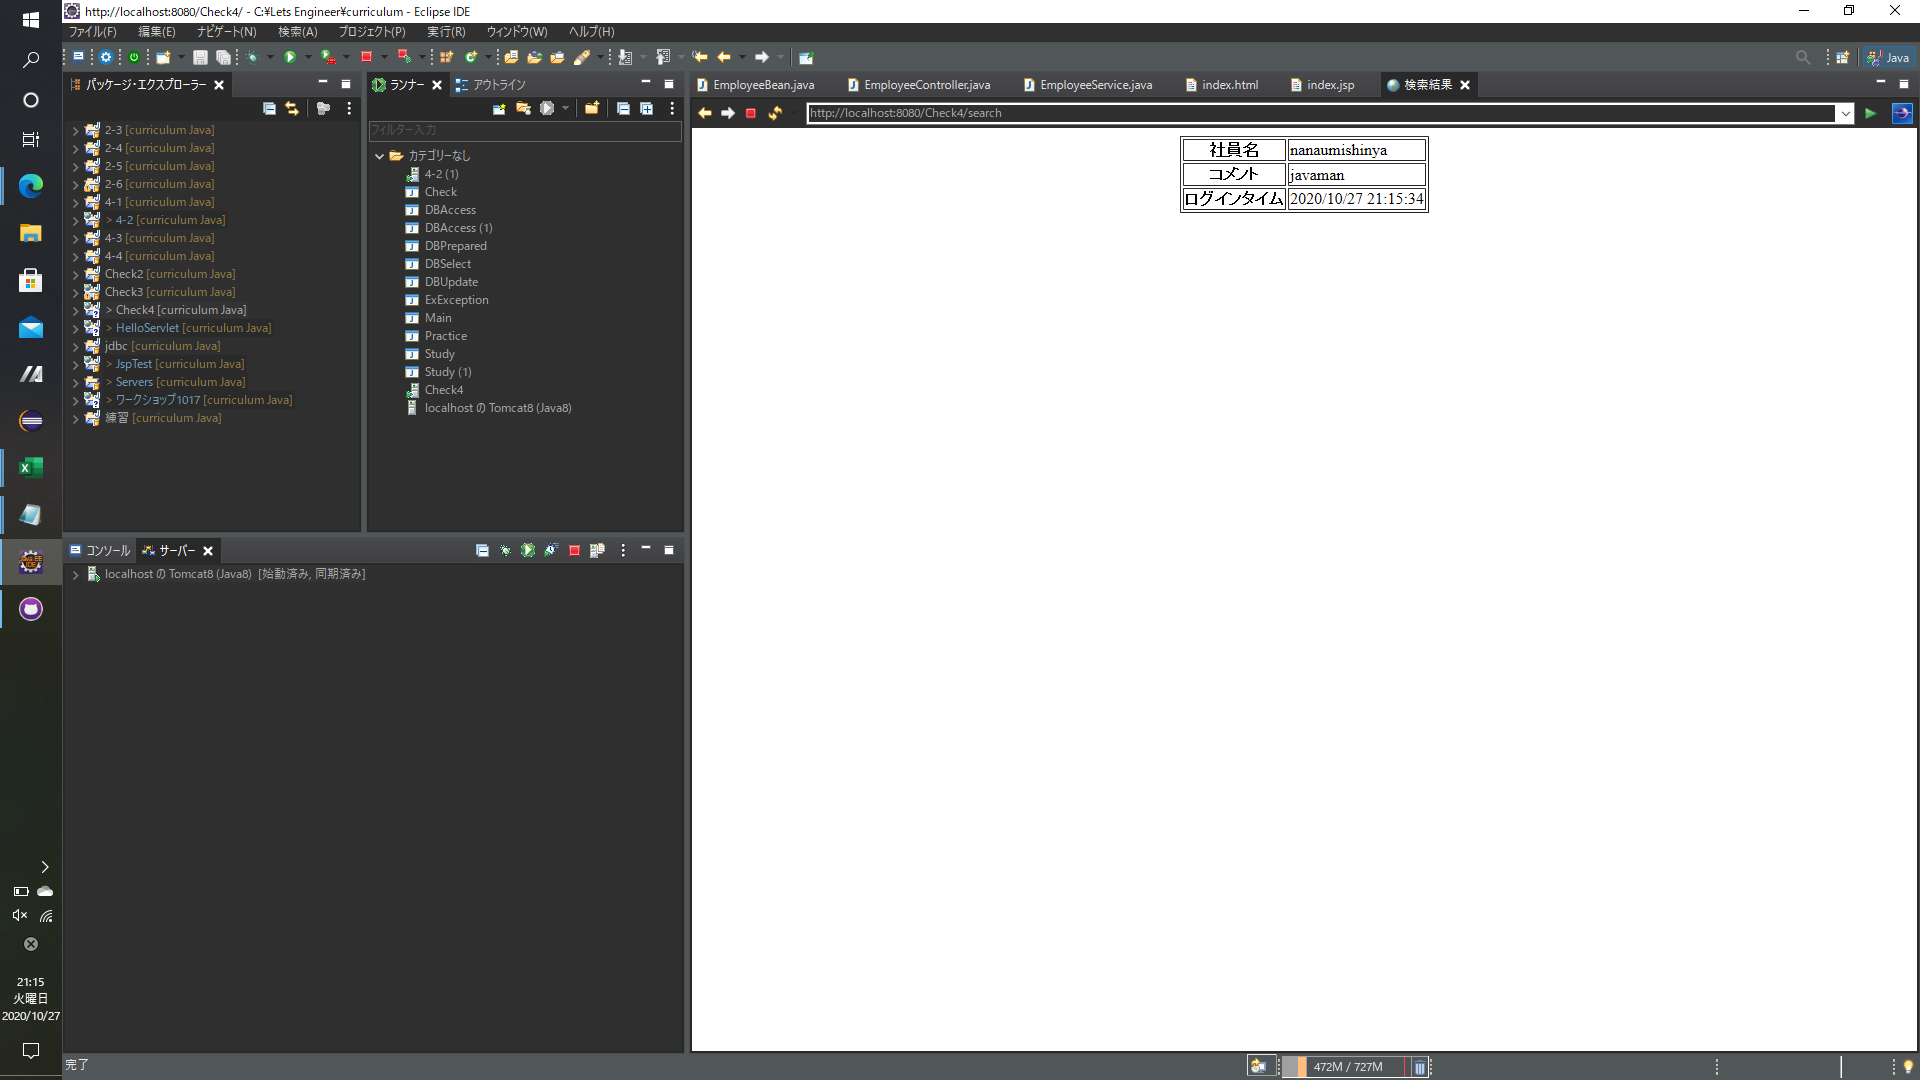 http://localhost:8080/Check4/ - C:¥Lets Engineer¥curriculum - Eclipse IDE
ファイル(F) 編集(E) ナビゲート(N) 検索(A) プロジェクト(P) 実行(R) ウィンドウ(W) ヘルプ(H)
Java
パッケージ・エクスプローラー
2-3 [curriculum Java]
2-4 [curriculum Java]
2-5 [curriculum Java]
2-6 [curriculum Java]
4-1 [curriculum Java]
> 4-2 [curriculum Java]
4-3 [curriculum Java]
4-4 [curriculum Java]
Check2 [curriculum Java]
Check3 [curriculum Java]
> Check4 [curriculum Java]
> HelloServlet [curriculum Java]
jdbc [curriculum Java]
> JspTest [curriculum Java]
> Servers [curriculum Java]
> ワークショップ1017 [curriculum Java]
練習 [curriculum Java]
ランナー アウトライン
フィルター入力
カテゴリーなし
4-2 (1)
Check
DBAccess
DBAccess (1)
DBPrepared
DBSelect
DBUpdate
ExException
Main
Practice
Study
Study (1)
Check4
localhost の Tomcat8 (Java8)
コンソール サーバー
localhost の Tomcat8 (Java8) [始動済み, 同期済み]
EmployeeBean.java EmployeeController.java EmployeeService.java index.html index.jsp 検索結果
http://localhost:8080/Check4/search
社員名 nanaumishinya
コメント javaman
ログインタイム 2020/10/27 21:15:34
21:15
火曜日
2020/10/27
完了
472M / 727M